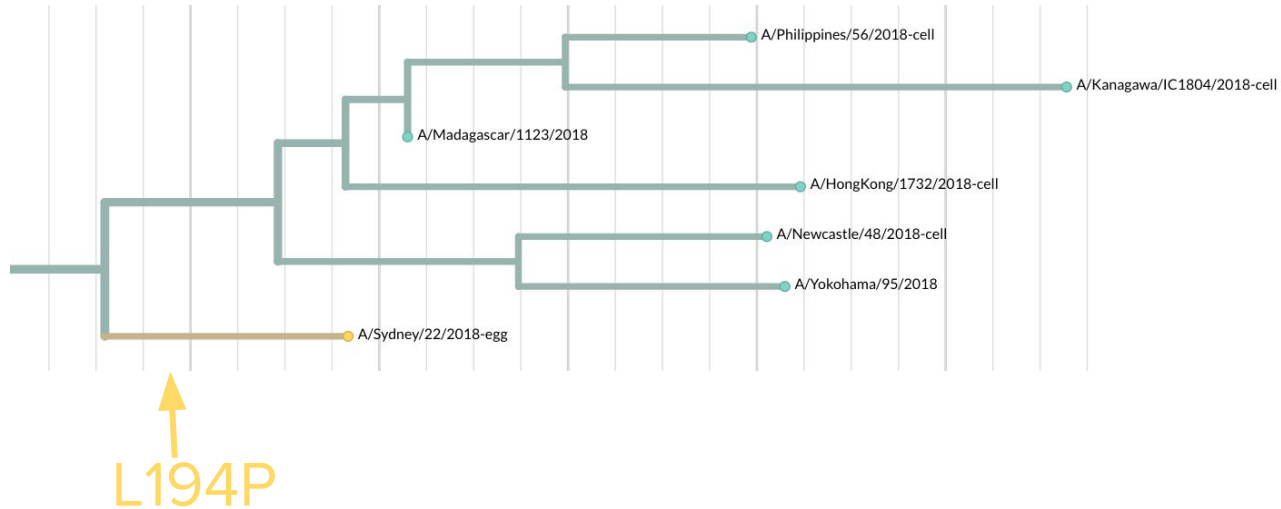 A/Philippines/56/2018-cell
A/Kanagawa/IC1804/2018-cell
A/Madagascar/1123/2018
A/HongKong/1732/2018-cell
A/Newcastle/48/2018-cell
A/Yokohama/95/2018
A/Sydney/22/2018-egg
L194P